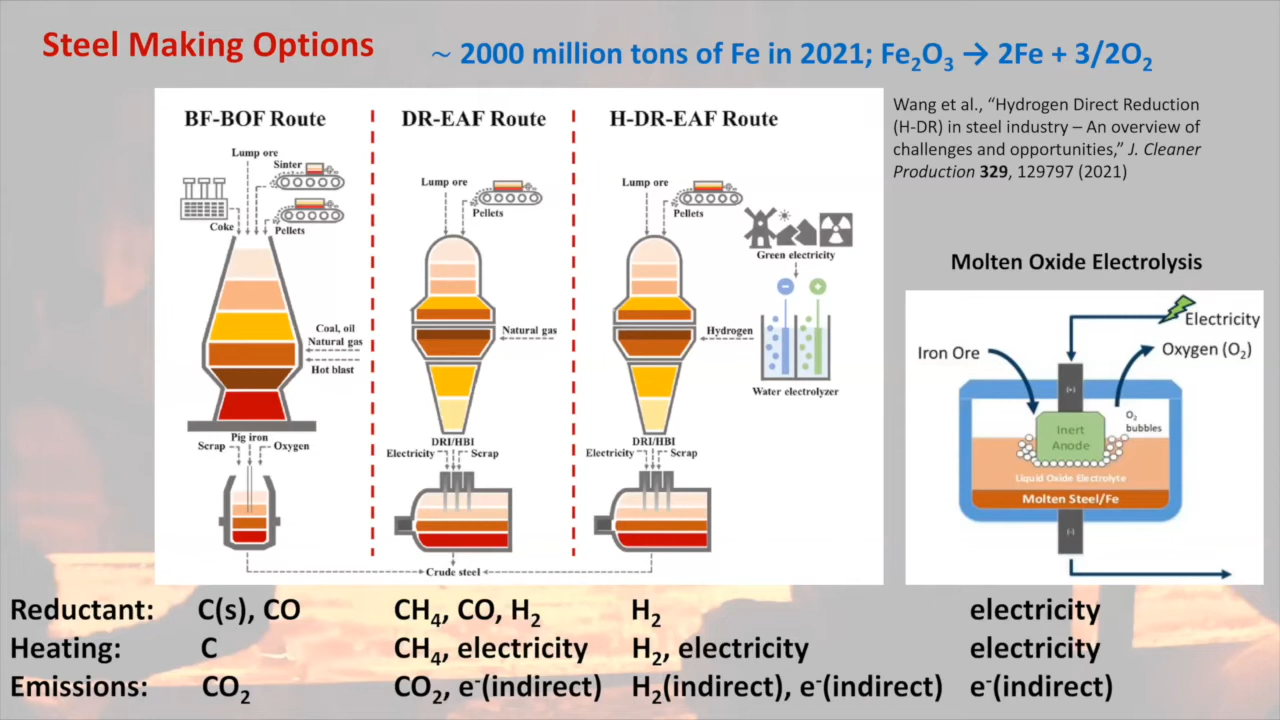 Steel Making Options
~ 2000 million tons of Fe in 2021; Fe₂O₃ → 2Fe + 3/2O₂
BF-BOF Route
DR-EAF Route
H-DR-EAF Route
Lump ore
Sinter
Coke
Pellets
Coal, oil
Natural gas
Hot blast
Pig iron
Scrap
Oxygen
Lump ore
Pellets
Natural gas
DRI/HBI
Electricity
Scrap
Lump ore
Pellets
Green electricity
Hydrogen
Water electrolyzer
DRI/HBI
Electricity
Scrap
Crude steel
Wang et al., “Hydrogen Direct Reduction
(H-DR) in steel industry – An overview of
challenges and opportunities,” J. Cleaner
Production 329, 129797 (2021)
Molten Oxide Electrolysis
Electricity
Iron Ore
Oxygen (O₂)
(+)
O₂
bubbles
Inert
Anode
Liquid Oxide Electrolyte
Molten Steel/Fe
(-)
Reductant: C(s), CO CH₄, CO, H₂ H₂ electricity
Heating: C CH₄, electricity H₂, electricity electricity
Emissions: CO₂ CO₂, e⁻(indirect) H₂(indirect), e⁻(indirect) e⁻(indirect)